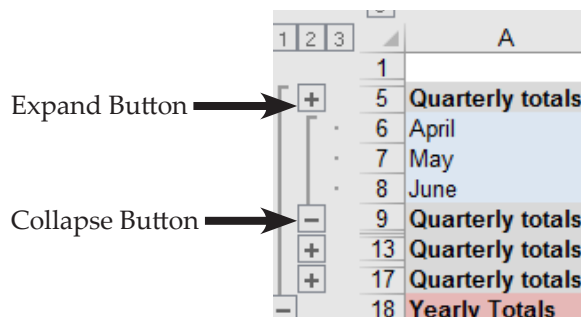 1 2 3 A
1
Expand Button 5 Quarterly totals
6 April
7 May
8 June
Collapse Button 9 Quarterly totals
13 Quarterly totals
17 Quarterly totals
18 Yearly Totals